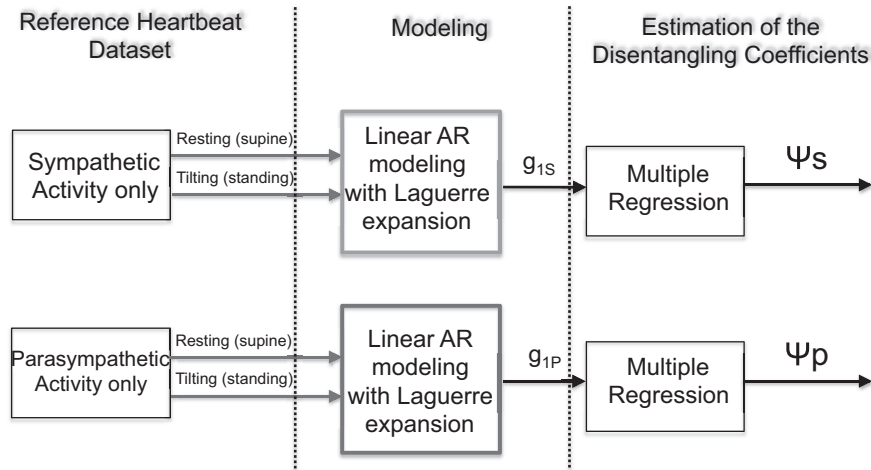 Reference Heartbeat
Dataset
Modeling
Estimation of the
Disentangling Coefficients
Sympathetic
Activity only
Resting (supine)
Tilting (standing)
Linear AR
modeling
with Laguerre
expansion
g1S
Multiple
Regression
Ψs
Parasympathetic
Activity only
Resting (supine)
Tilting (standing)
Linear AR
modeling
with Laguerre
expansion
g1P
Multiple
Regression
Ψp